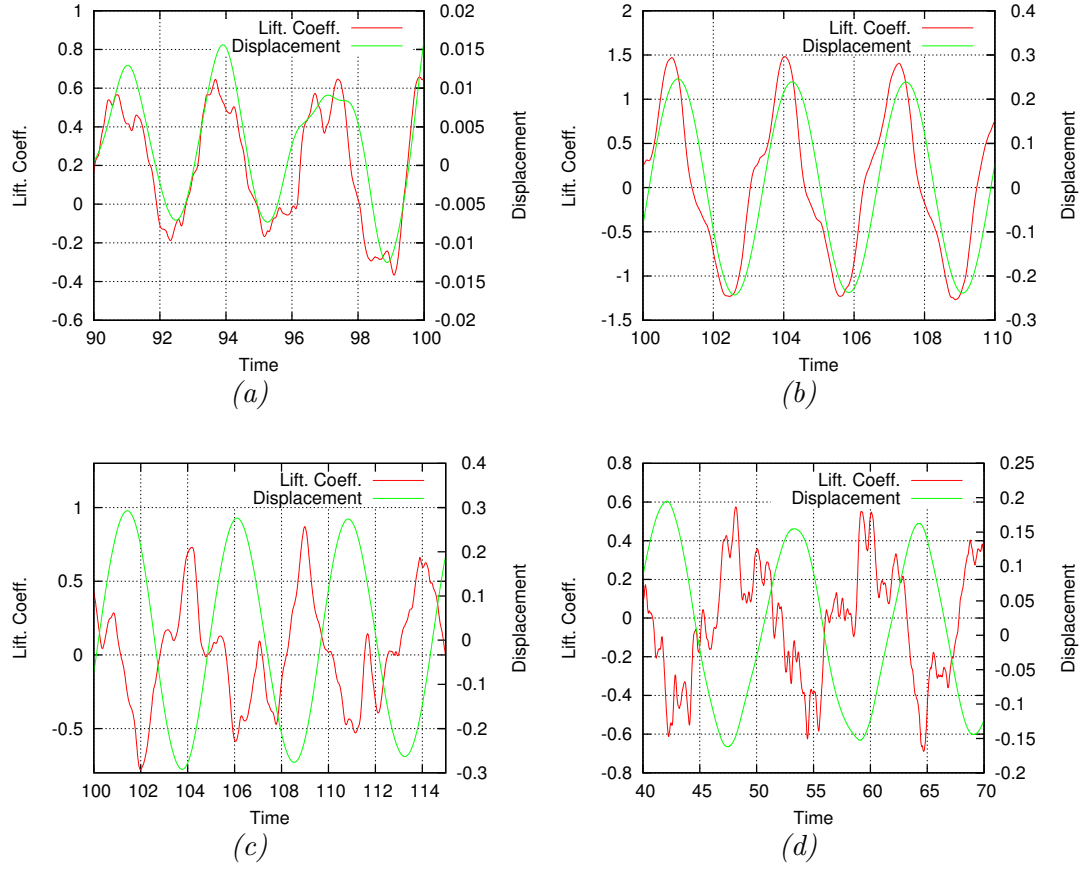 1
0.8
0.6
0.4
0.2
0
-0.2
-0.4
-0.6
Lift. Coeff.
90 92 94 96 98 100
Time
0.02
0.015
0.01
0.005
0
-0.005
-0.01
-0.015
-0.02
Displacement
Lift. Coeff.
Displacement
(a)
2
1.5
1
0.5
0
-0.5
-1
-1.5
Lift. Coeff.
100 102 104 106 108 110
Time
0.4
0.3
0.2
0.1
0
-0.1
-0.2
-0.3
Displacement
Lift. Coeff.
Displacement
(b)
1
0.5
0
-0.5
Lift. Coeff.
100 102 104 106 108 110 112 114
Time
0.4
0.3
0.2
0.1
0
-0.1
-0.2
-0.3
Displacement
Lift. Coeff.
Displacement
(c)
0.8
0.6
0.4
0.2
0
-0.2
-0.4
-0.6
-0.8
Lift. Coeff.
40 45 50 55 60 65 70
Time
0.25
0.2
0.15
0.1
0.05
0
-0.05
-0.1
-0.15
-0.2
Displacement
Lift. Coeff.
Displacement
(d)